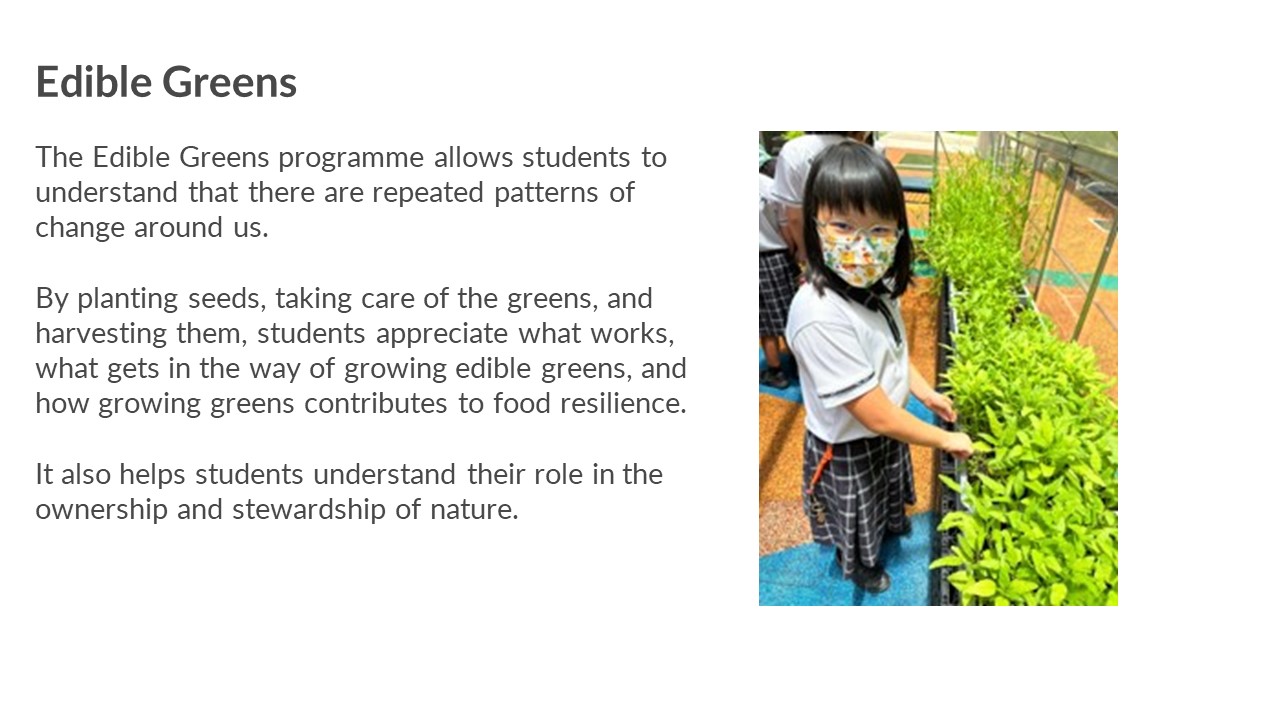 Edible Greens
The Edible Greens programme allows students to
understand that there are repeated patterns of
change around us.
By planting seeds, taking care of the greens, and
harvesting them, students appreciate what works,
what gets in the way of growing edible greens, and
how growing greens contributes to food resilience.
It also helps students understand their role in the
ownership and stewardship of nature.